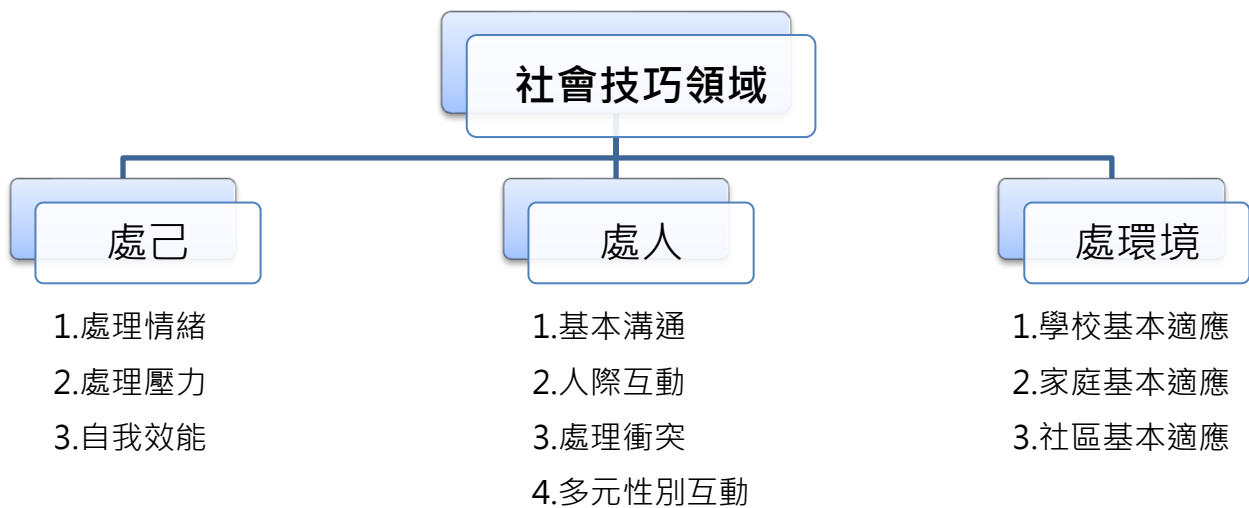 社會技巧領域
處己
1.處理情緒
2.處理壓力
3.自我效能
處人
1.基本溝通
2.人際互動
3.處理衝突
4.多元性別互動
處環境
1.學校基本適應
2.家庭基本適應
3.社區基本適應